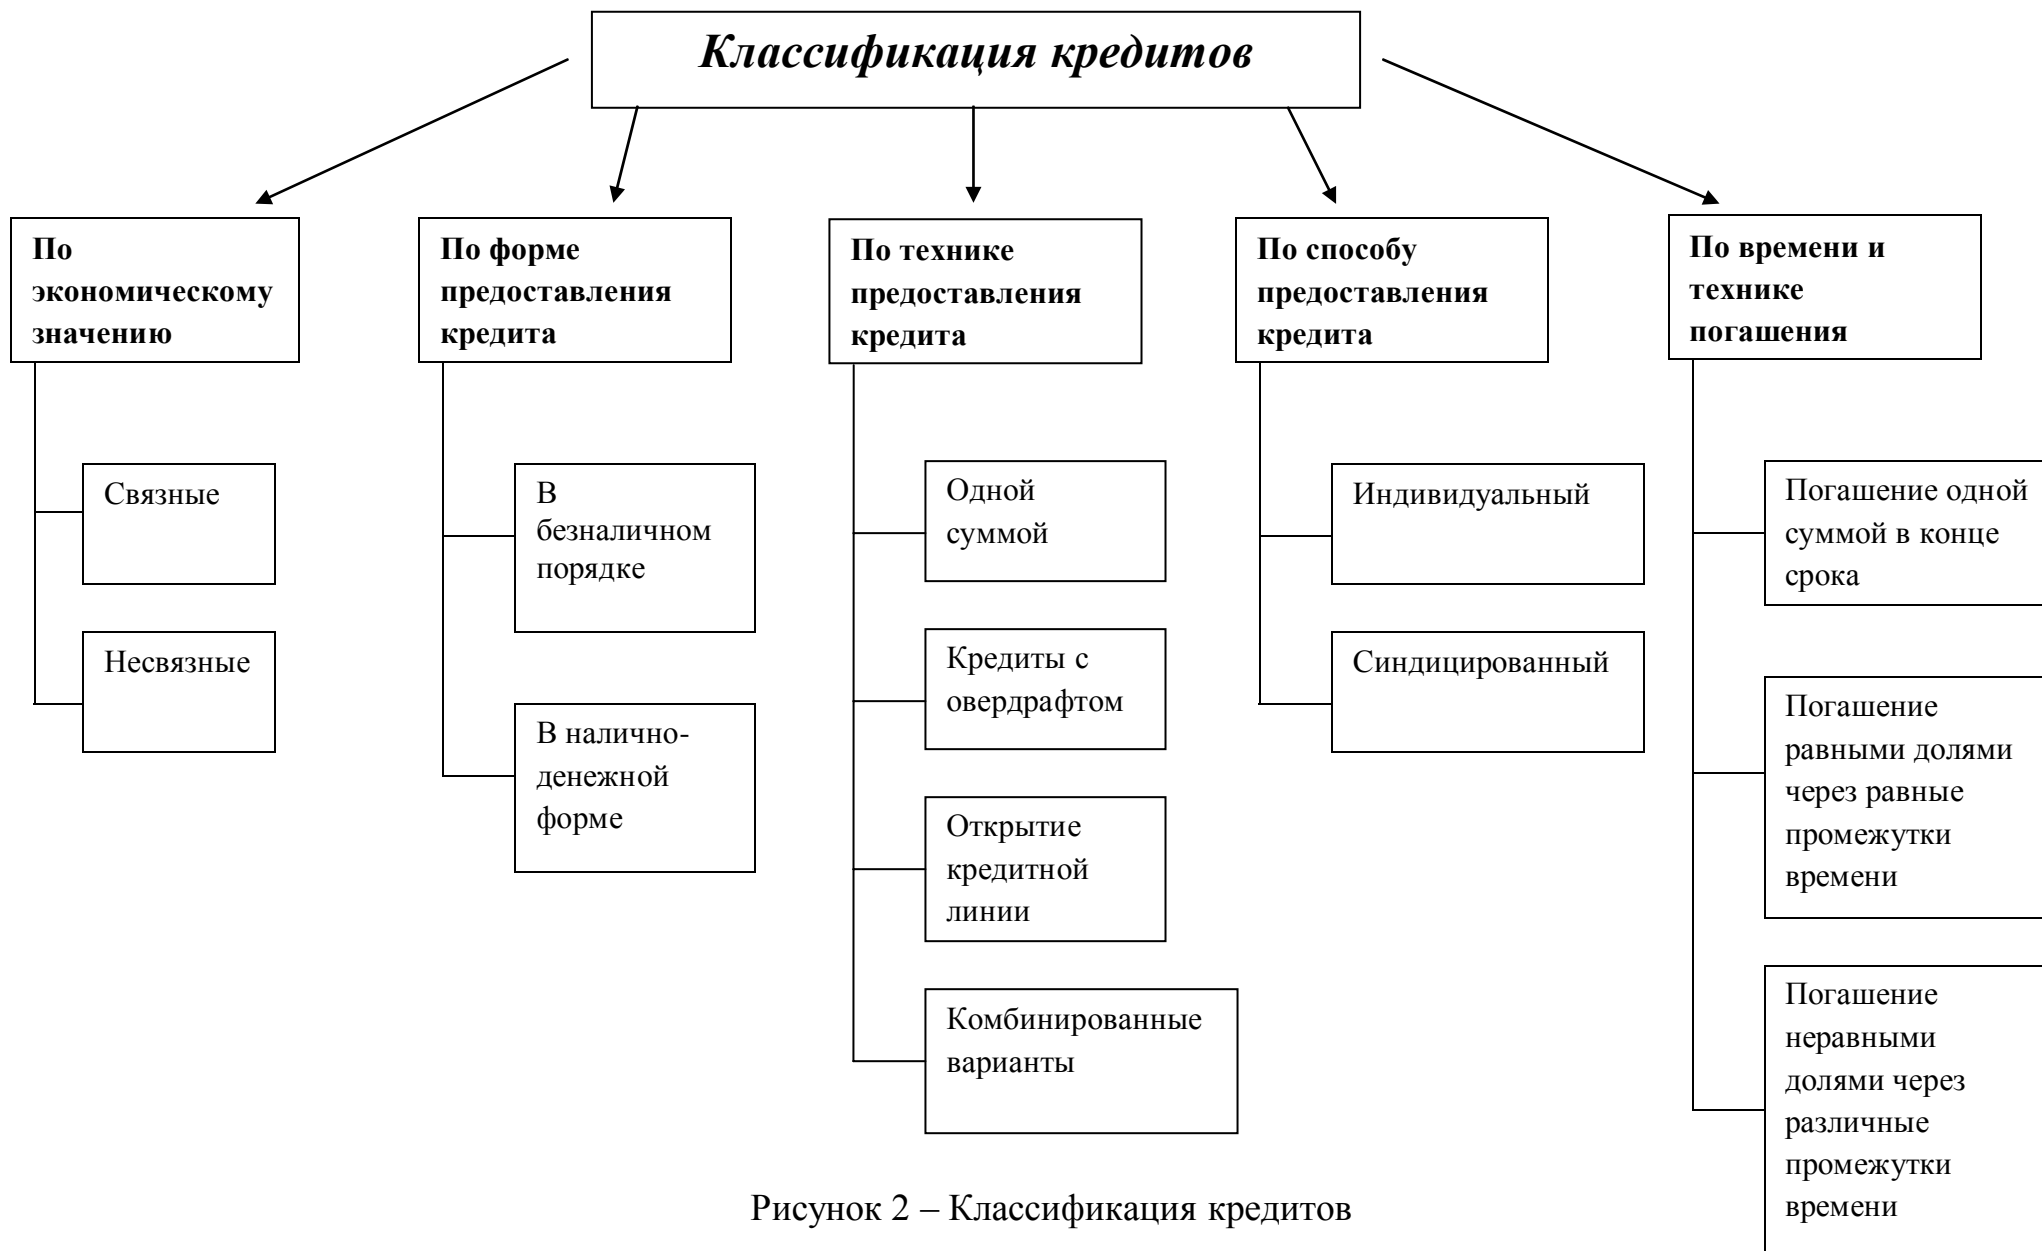 Классификация кредитов
По
экономическому
значению
Связные
Несвязные
По форме
предоставления
кредита
В
безналичном
порядке
В налично-
денежной
форме
По технике
предоставления
кредита
Одной
суммой
Кредиты с
овердрафтом
Открытие
кредитной
линии
Комбинированные
варианты
По способу
предоставления
кредита
Индивидуальный
Синдицированный
По времени и
технике
погашения
Погашение одной
суммой в конце
срока
Погашение
равными долями
через равные
промежутки
времени
Погашение
неравными
долями через
различные
промежутки
времени
Рисунок 2 – Классификация кредитов